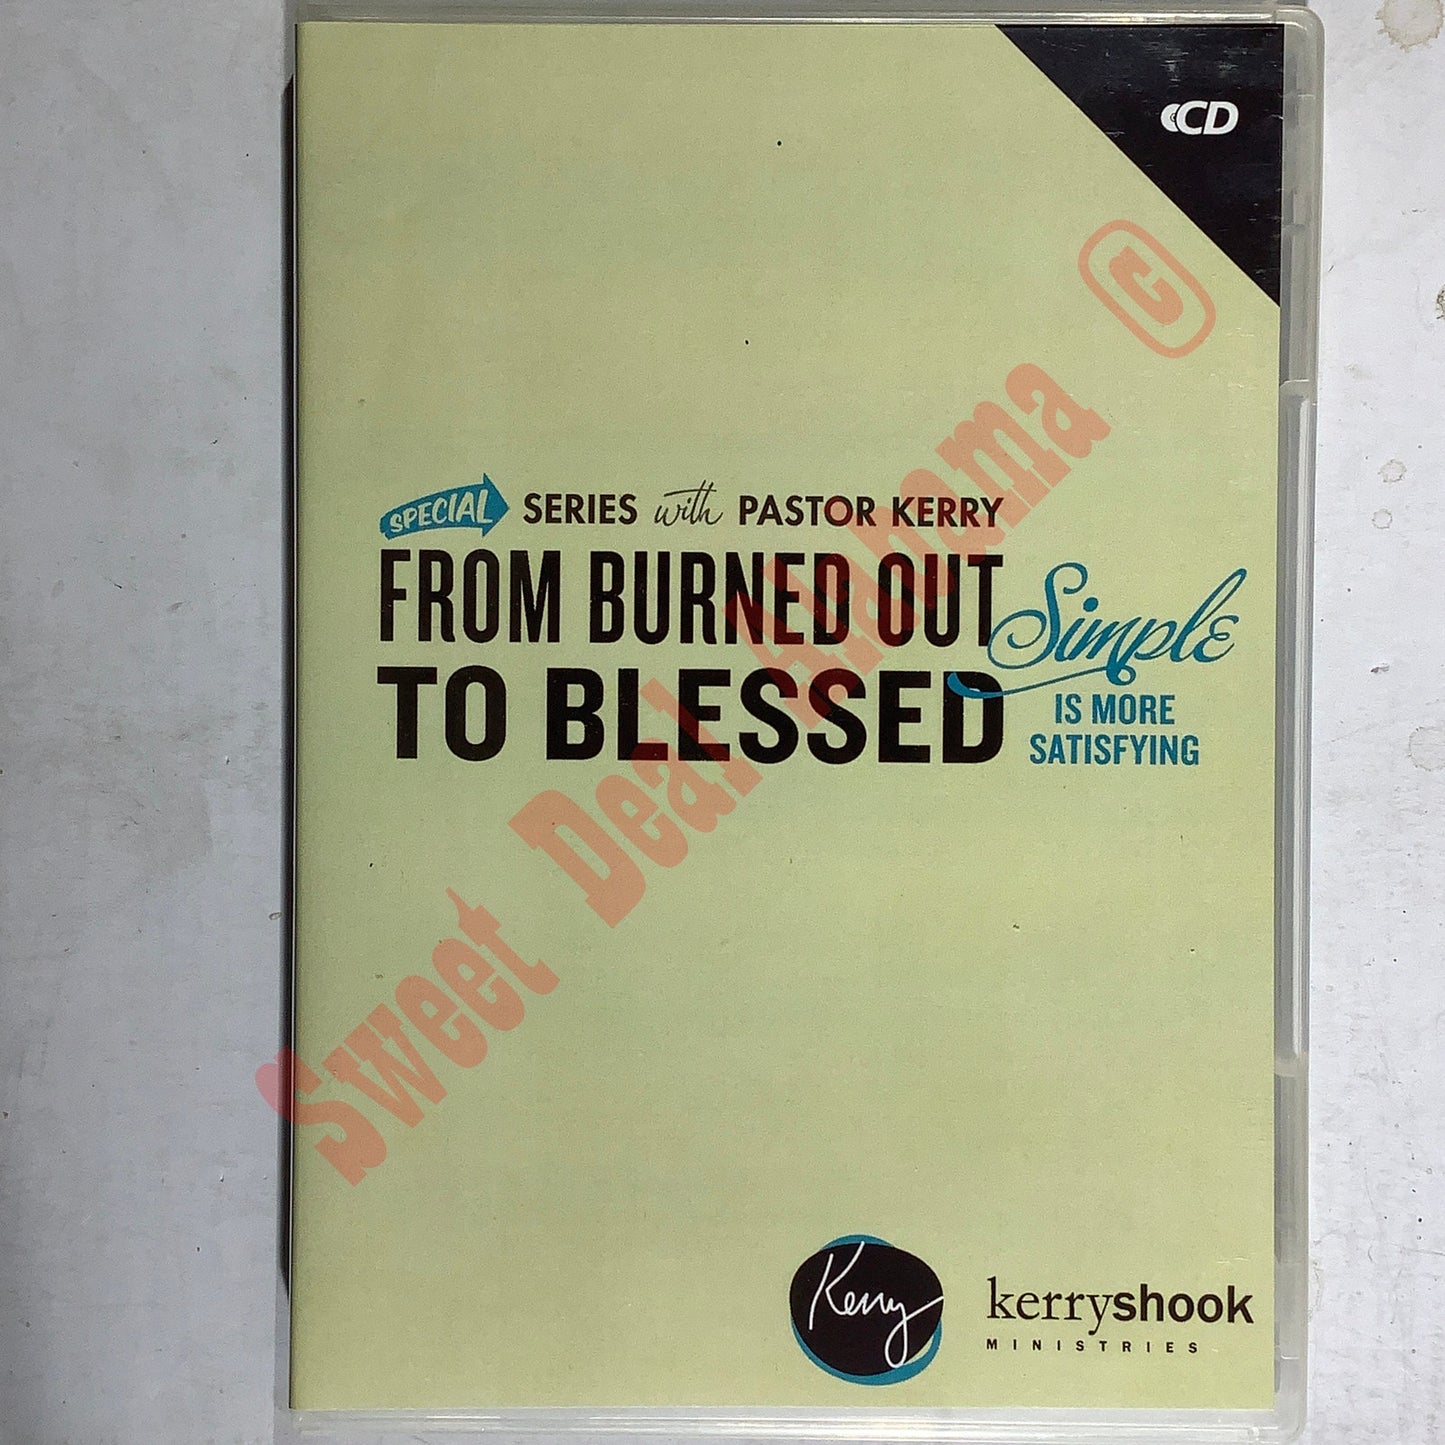 CD
SPECIAL SERIES with PASTOR KERRY
FROM BURNED OUT
TO BLESSED
Simple
IS MORE
SATISFYING
Kerry
kerryshook
MINISTRIES
Sweet Deal Alabama ©